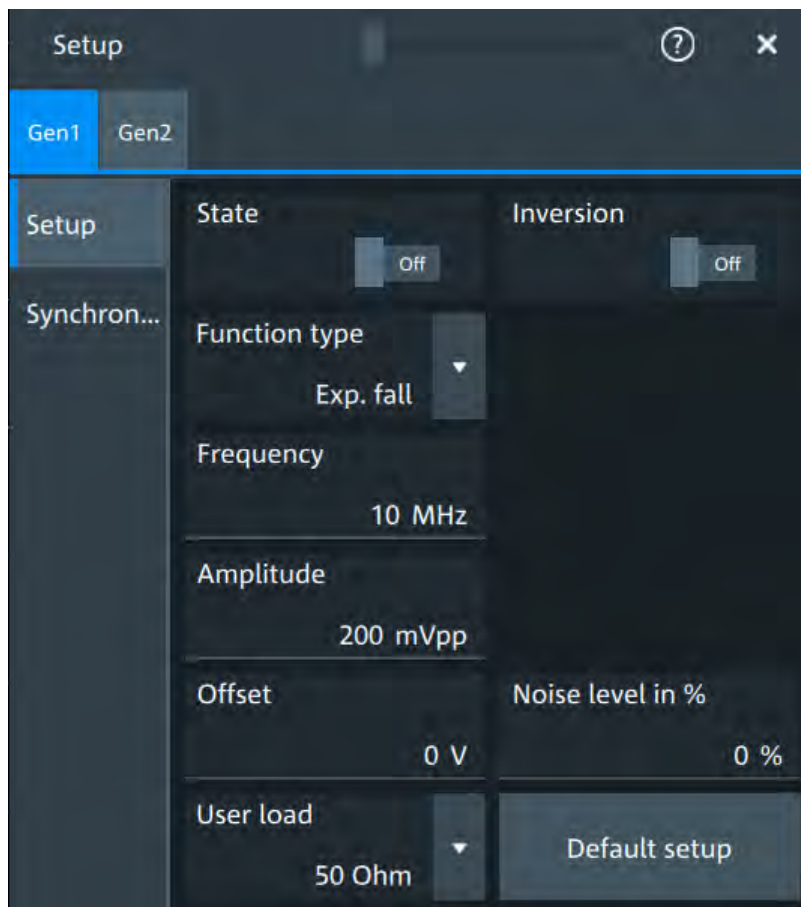 Setup
?
Gen1 Gen2
Setup
State
Inversion
Off
Off
Synchron...
Function type
Exp. fall
Frequency
10 MHz
Amplitude
200 mVpp
Offset
Noise level in %
0 V
0 %
User load
50 Ohm
Default setup